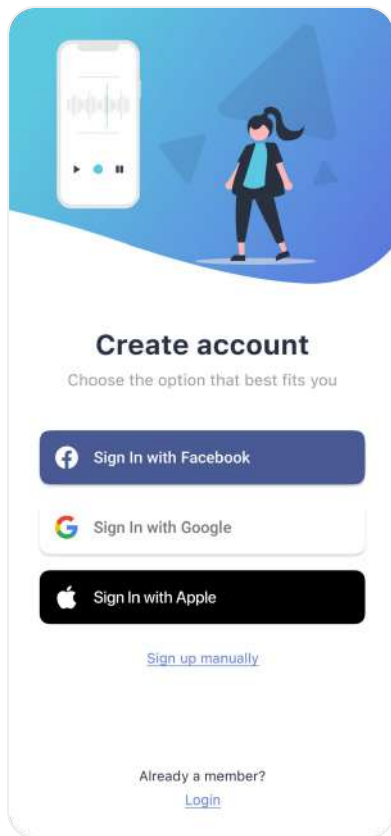 Create account
Choose the option that best fits you
Sign In with Facebook
Sign In with Google
Sign In with Apple
Sign up manually
Already a member?
Login